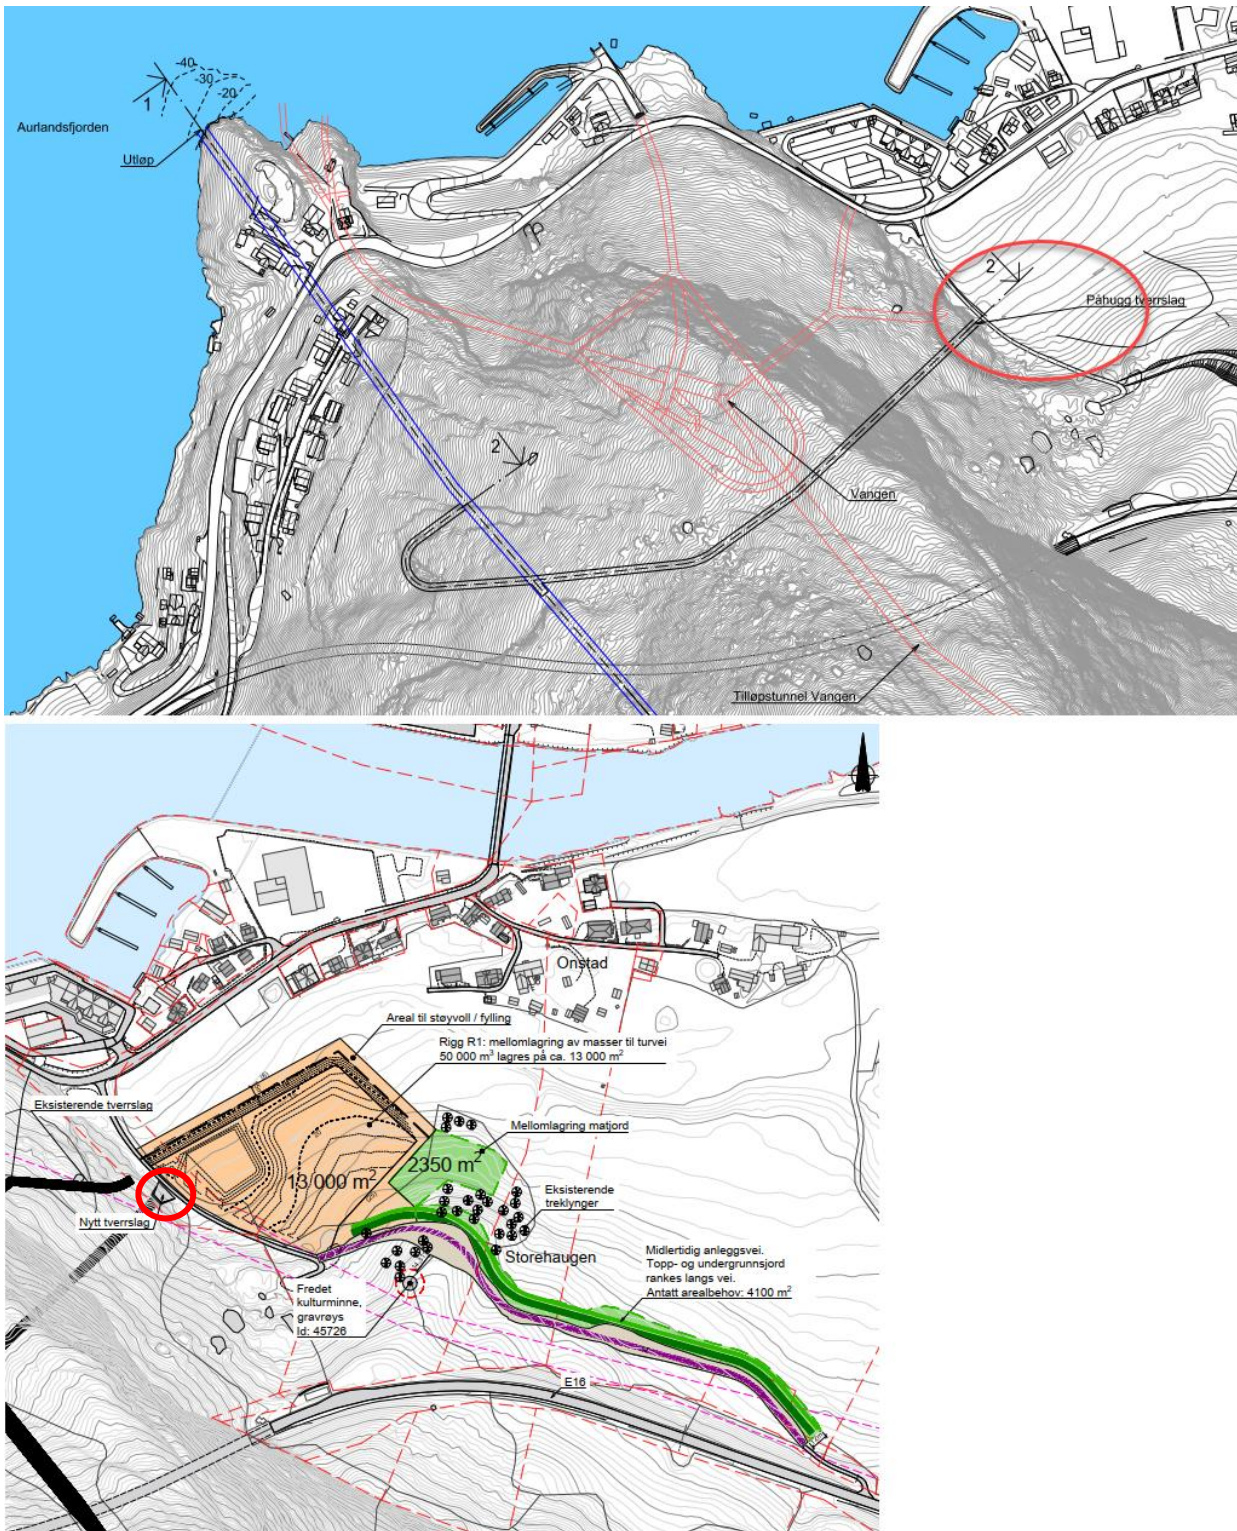 -40
-30
-20
1
Aurlandsfjorden
Utløp
2
Påhugg tverrslag
2
Vangen
Tilløpstunnel Vangen
Onstad
Areal til støyvoll / fylling
Rigg R1: mellomlagring av masser til turvei
50 000 m³ lagres på ca. 13 000 m²
Eksisterende tverrslag
Mellomlagring matjord
2350 m²
13 000 m²
Eksisterende
treklynger
Nytt tverrslag
Storehaugen
Midlertidig anleggsvei.
Topp- og undergrunnsjord
rankes langs vei.
Antatt arealbehov: 4100 m²
Fredet
kulturminne,
gravrøys
Id: 45726
E16